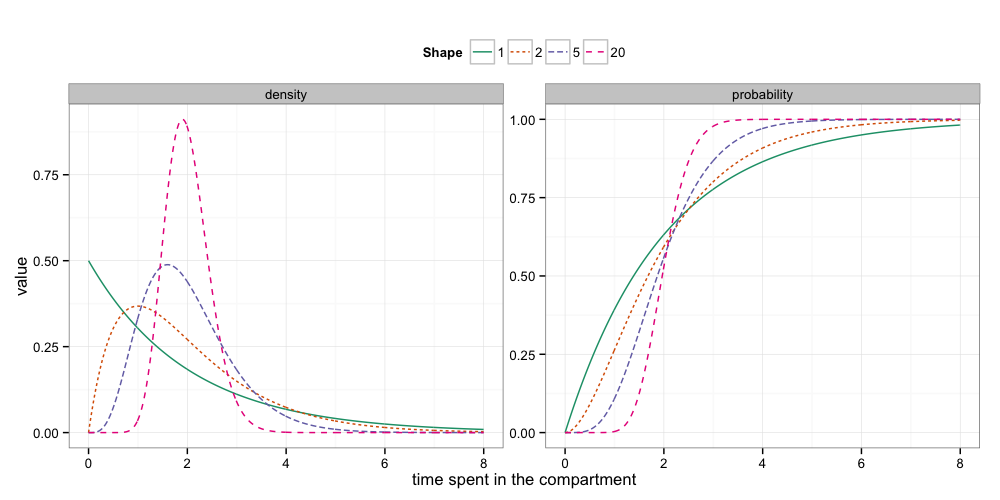 Shape 1 2 5 20
density probability
value
0.75
0.50
0.25
0.00
1.00
0.75
0.50
0.25
0.00
0 2 4 6 8 0 2 4 6 8
time spent in the compartment